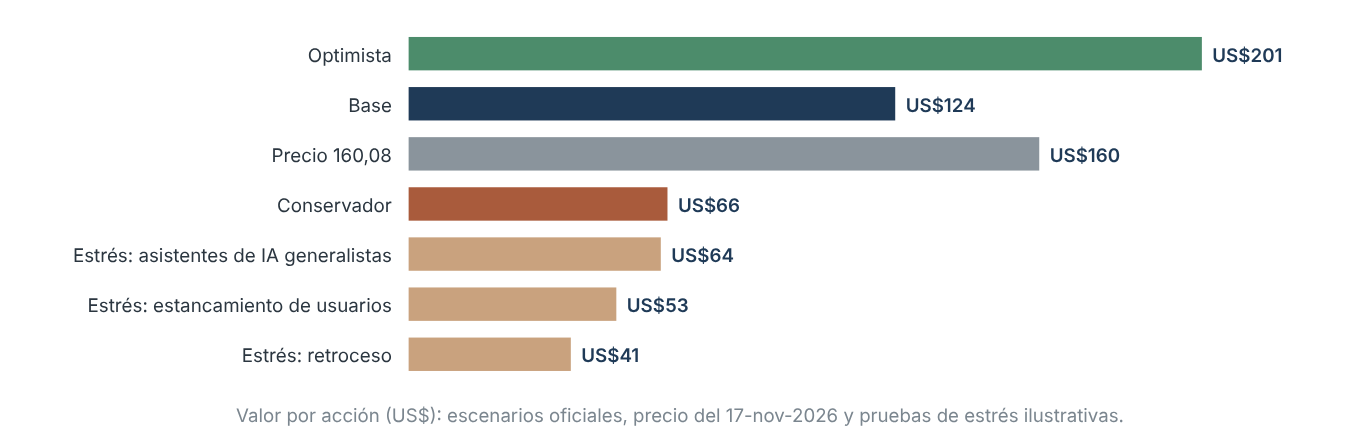 Optimista US$201
Base US$124
Precio 160,08 US$160
Conservador US$66
Estrés: asistentes de IA generalistas US$64
Estrés: estancamiento de usuarios US$53
Estrés: retroceso US$41
Valor por acción (US$): escenarios oficiales, precio del 17-nov-2026 y pruebas de estrés ilustrativas.